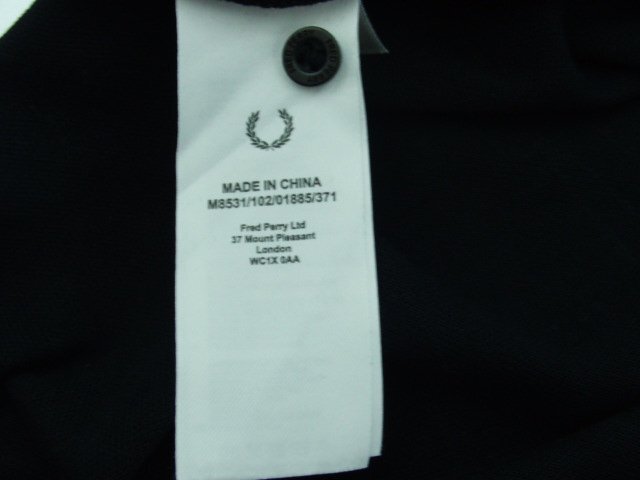 MADE IN CHINA
M8531/102/01885/371
Fred Perry Ltd
37 Mount Pleasant
London
WC1X 0AA